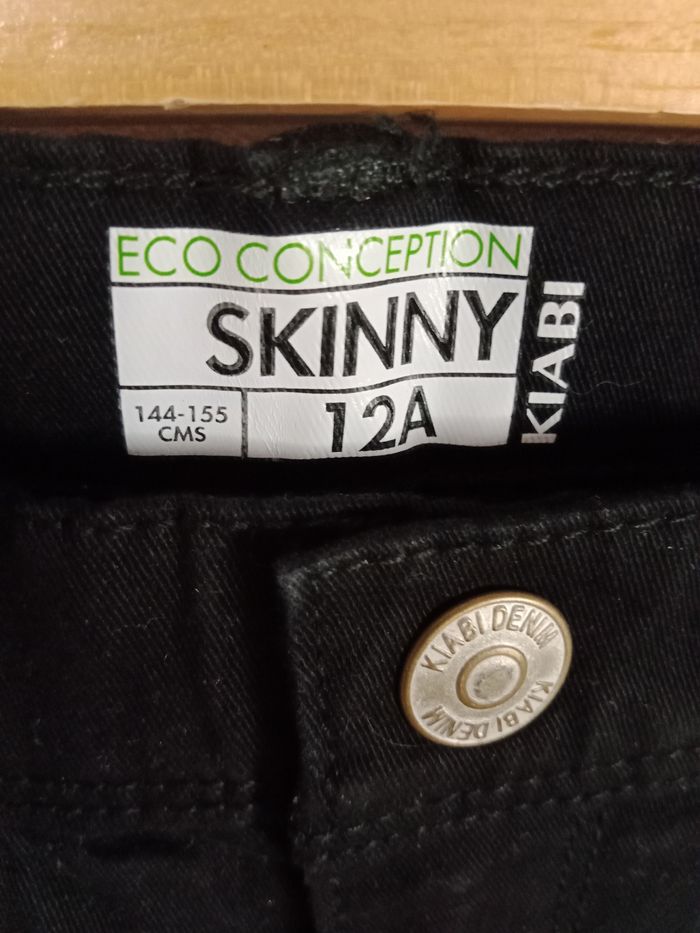 ECO CONCEPTION
SKINNY
144-155
CMS
12A
KIABI
KIABI DENIM
KIABI DENIM